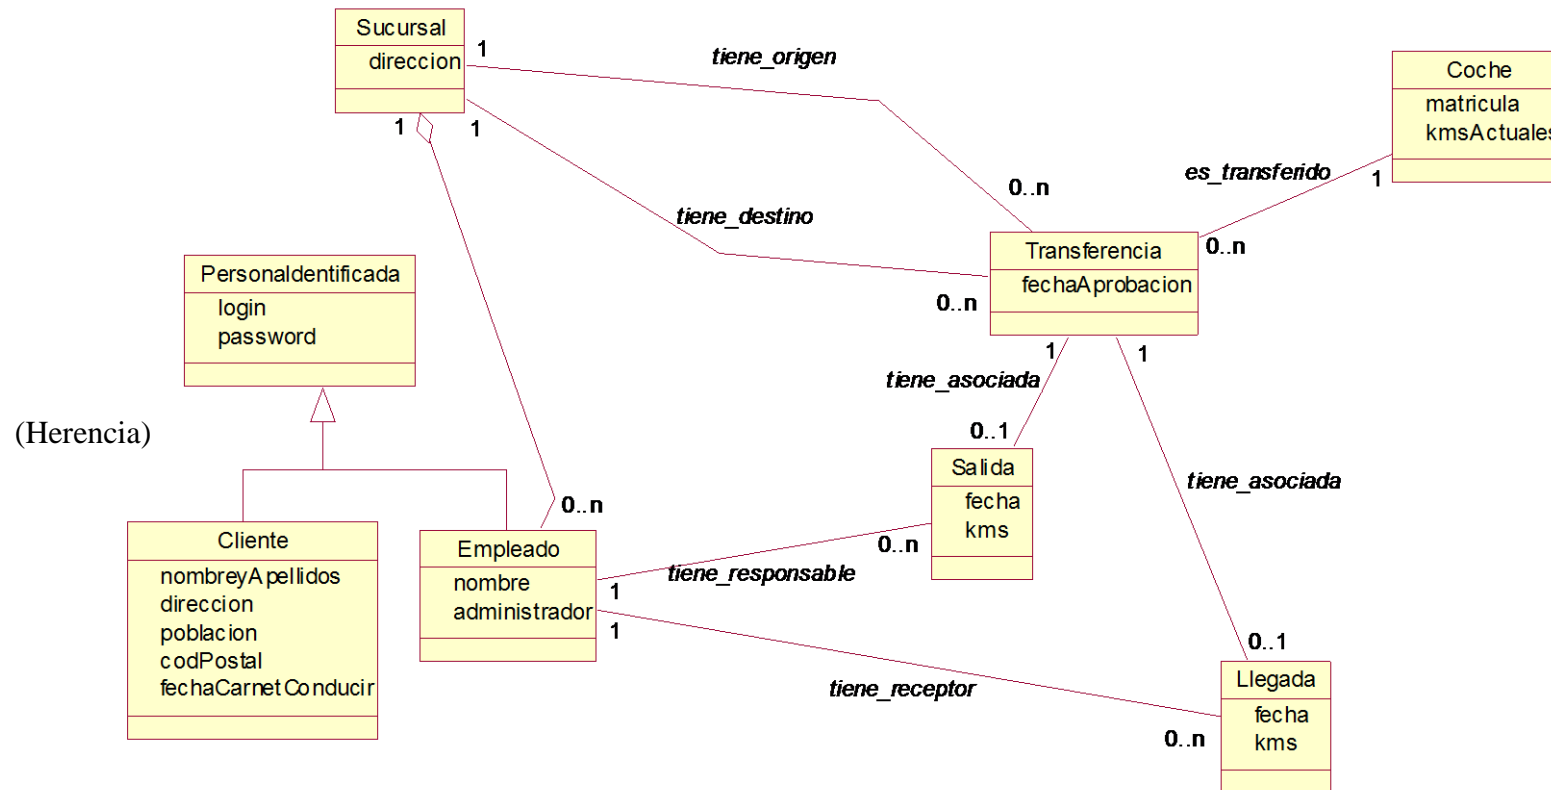 Sucursal
direccion
1
tiene_origen
Coche
matricula
kmsActuales
1
1
es_transferido
1
0..n
tiene_destino
0..n
Transferencia
fechaAprobacion
0..n
PersonaIdentificada
login
password
1
1
tiene_asociada
(Herencia)
0..1
Salida
fecha
kms
tiene_asociada
0..n
0..n
Cliente
nombreyApellidos
direccion
poblacion
codPostal
fechaCarnetConducir
Empleado
nombre
administrador
tiene_responsable
1
1
0..1
tiene_receptor
Llegada
fecha
kms
0..n